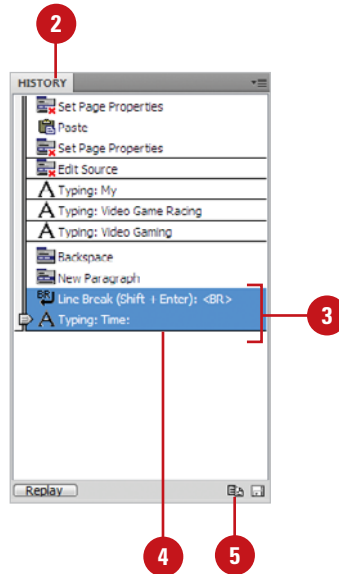 2
HISTORY
Set Page Properties
Paste
Set Page Properties
Edit Source
A Typing: My
A Typing: Video Game Racing
A Typing: Video Gaming
Backspace
New Paragraph
BR Line Break (Shift + Enter): <BR>
A Typing: Time:
3
Replay
4
5